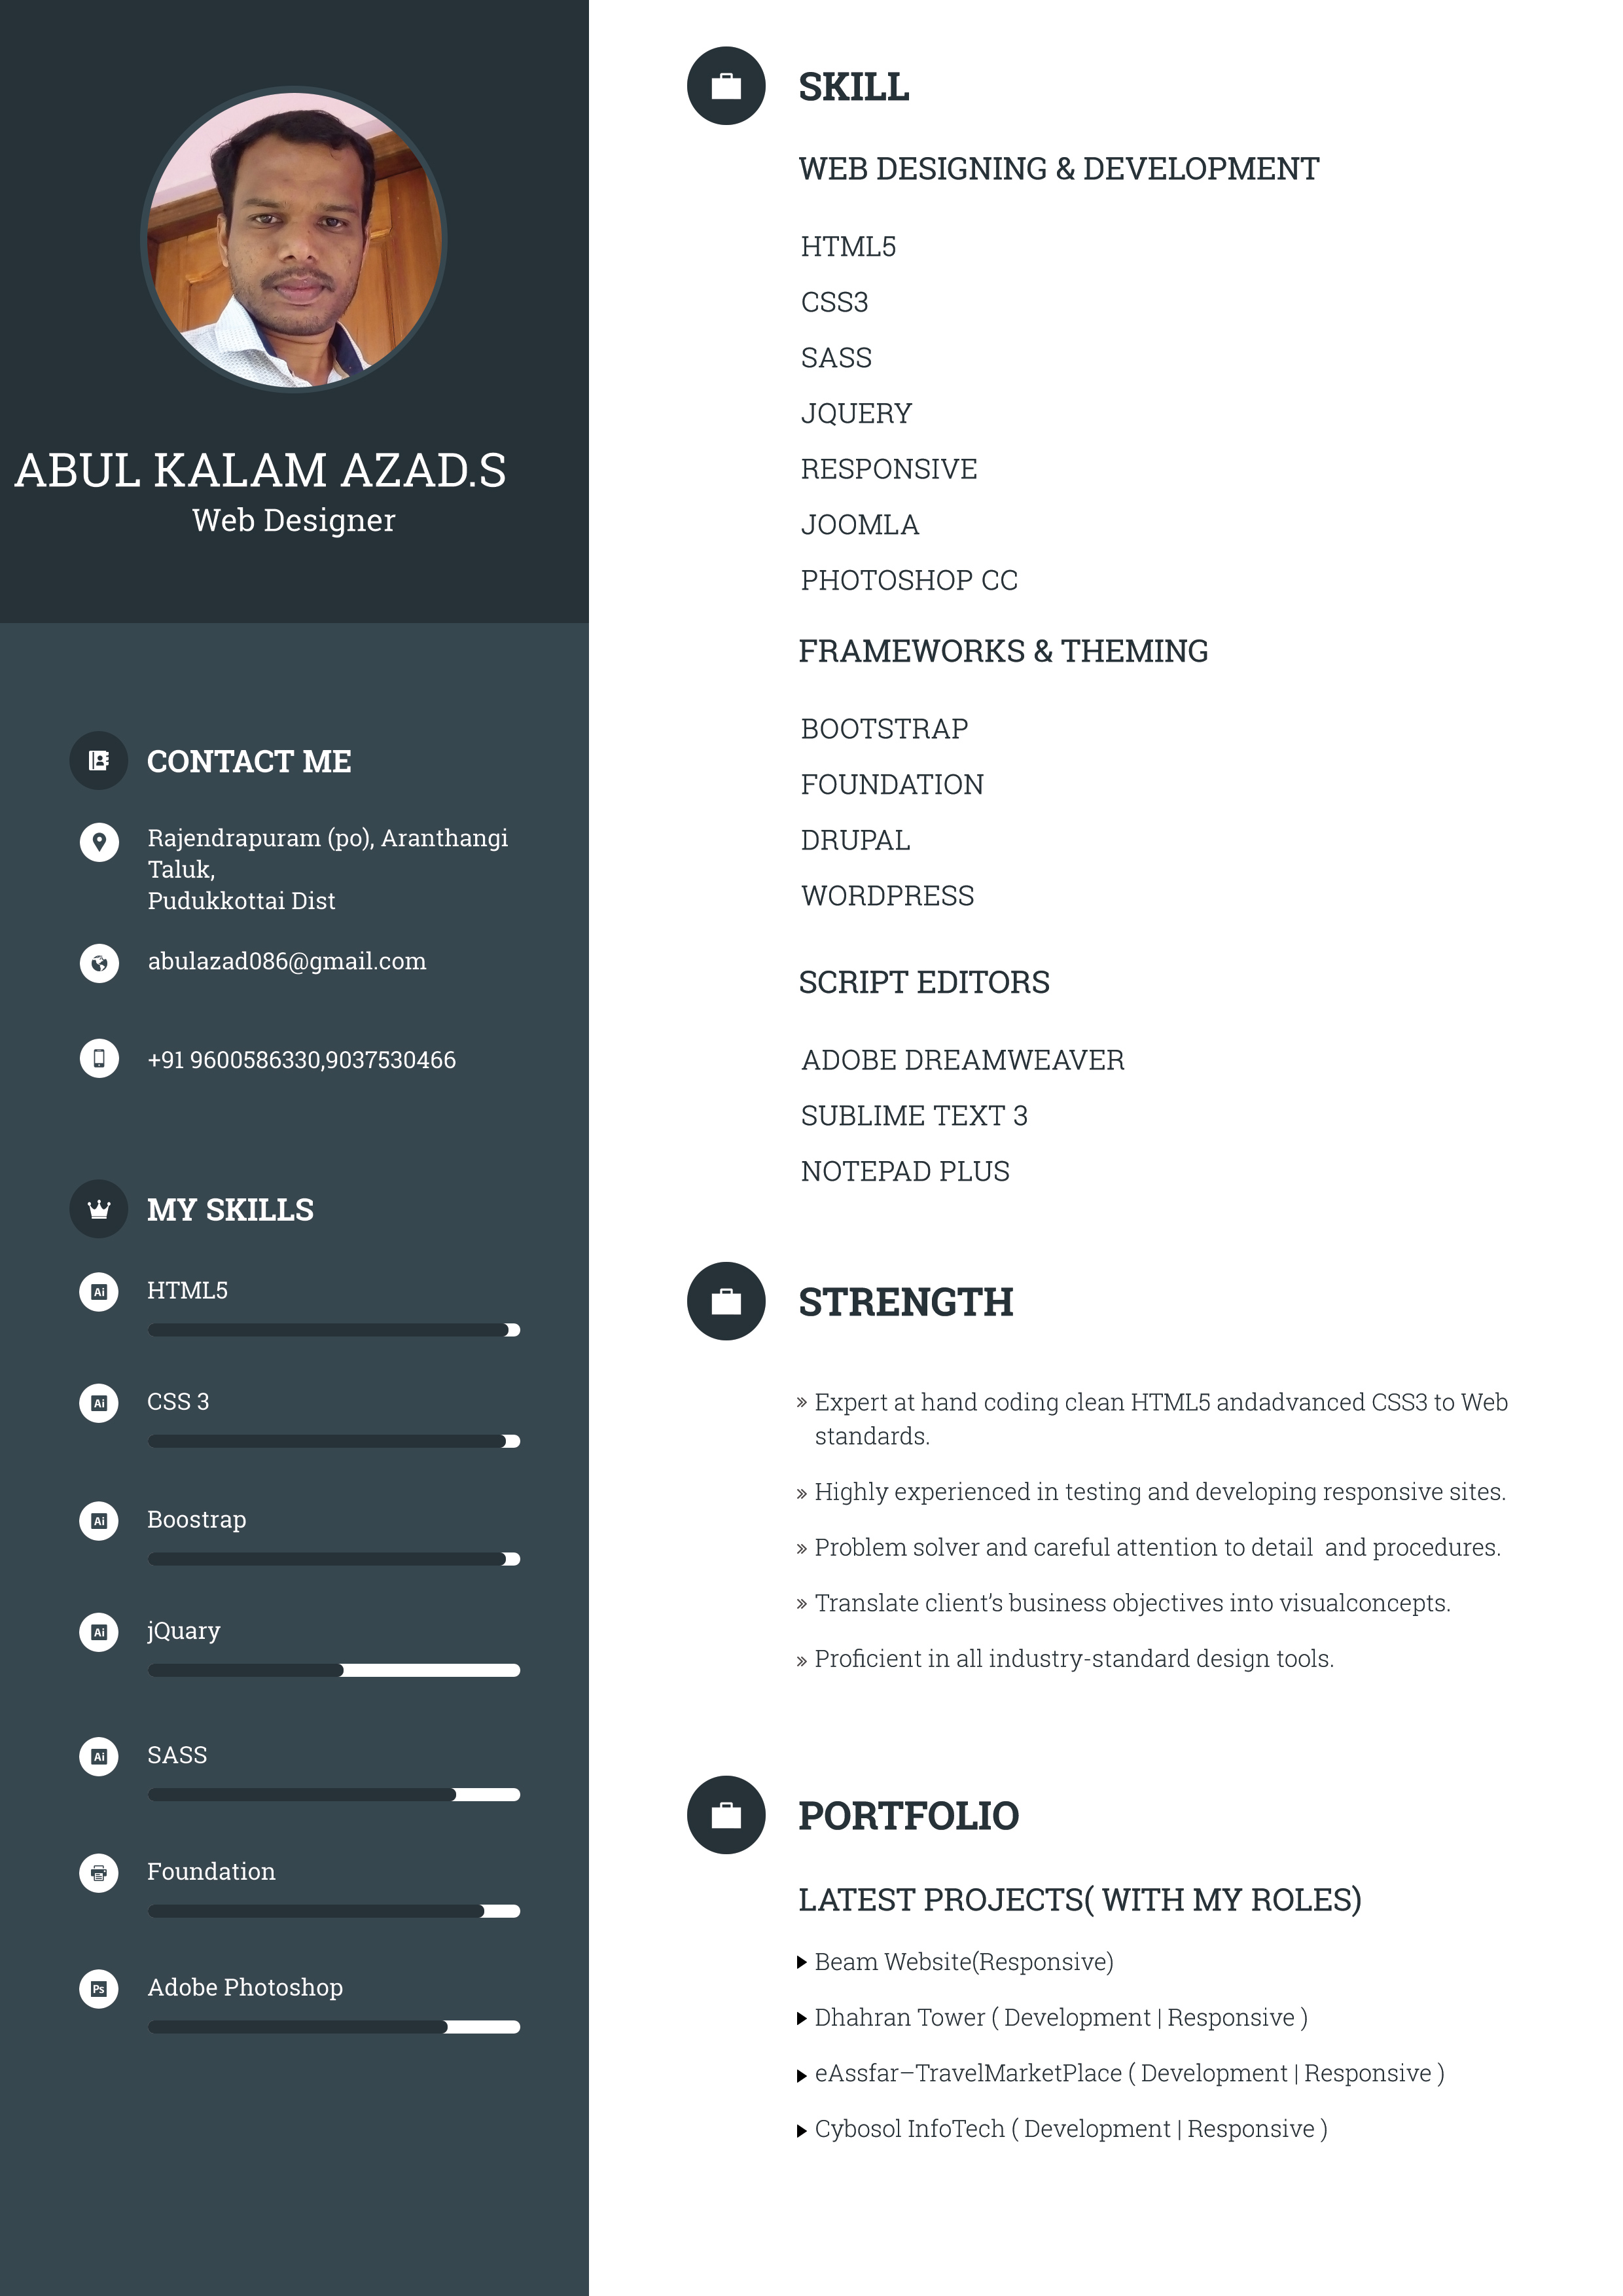 ABUL KALAM AZAD.S
Web Designer
CONTACT ME
Rajendrapuram (po), Aranthangi
Taluk,
Pudukkottai Dist
abulazad086@gmail.com
+91 9600586330,9037530466
MY SKILLS
Ai HTML5
Ai CSS 3
Ai Boostrap
Ai jQuary
Ai SASS
Foundation
Ps Adobe Photoshop
SKILL
WEB DESIGNING & DEVELOPMENT
HTML5
CSS3
SASS
JQUERY
RESPONSIVE
JOOMLA
PHOTOSHOP CC
FRAMEWORKS & THEMING
BOOTSTRAP
FOUNDATION
DRUPAL
WORDPRESS
SCRIPT EDITORS
ADOBE DREAMWEAVER
SUBLIME TEXT 3
NOTEPAD PLUS
STRENGTH
» Expert at hand coding clean HTML5 andadvanced CSS3 to Web
standards.
» Highly experienced in testing and developing responsive sites.
» Problem solver and careful attention to detail  and procedures.
» Translate client’s business objectives into visualconcepts.
» Proficient in all industry-standard design tools.
PORTFOLIO
LATEST PROJECTS( WITH MY ROLES)
Beam Website(Responsive)
Dhahran Tower ( Development | Responsive )
eAssfar–TravelMarketPlace ( Development | Responsive )
Cybosol InfoTech ( Development | Responsive )